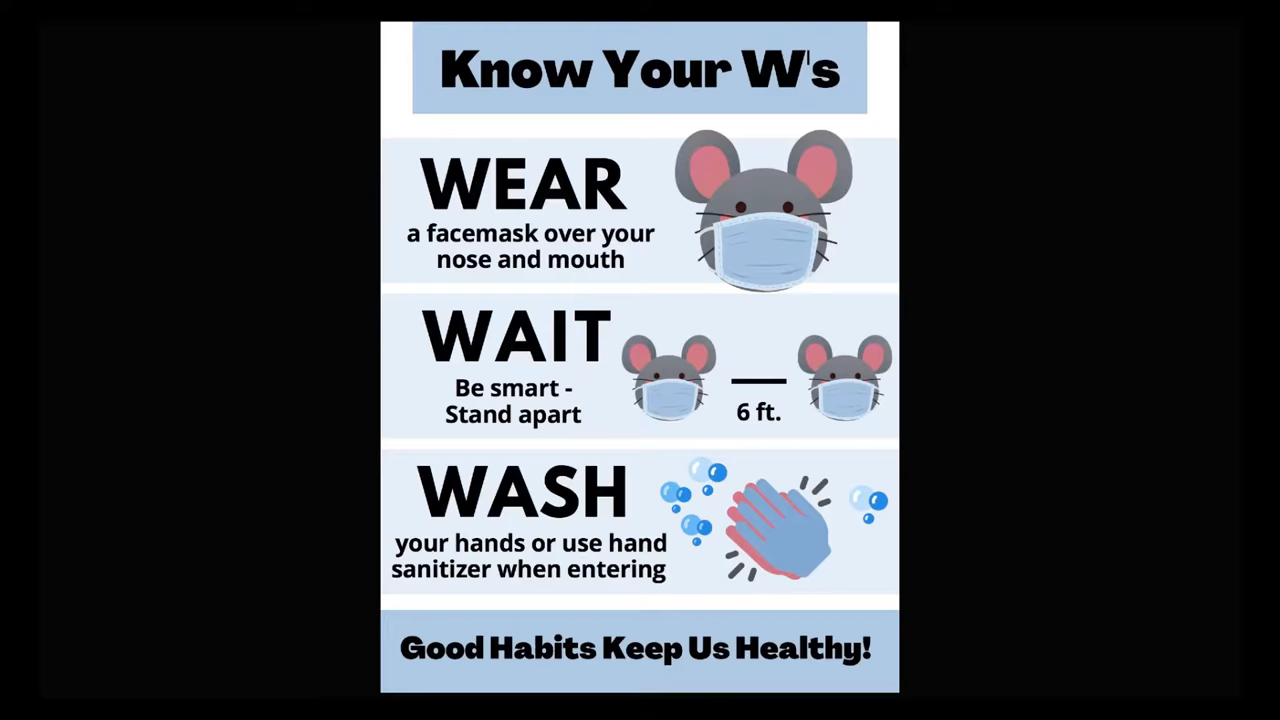 Know Your W's
WEAR
a facemask over your
nose and mouth
WAIT
Be smart -
Stand apart
6 ft.
WASH
your hands or use hand
sanitizer when entering
Good Habits Keep Us Healthy!